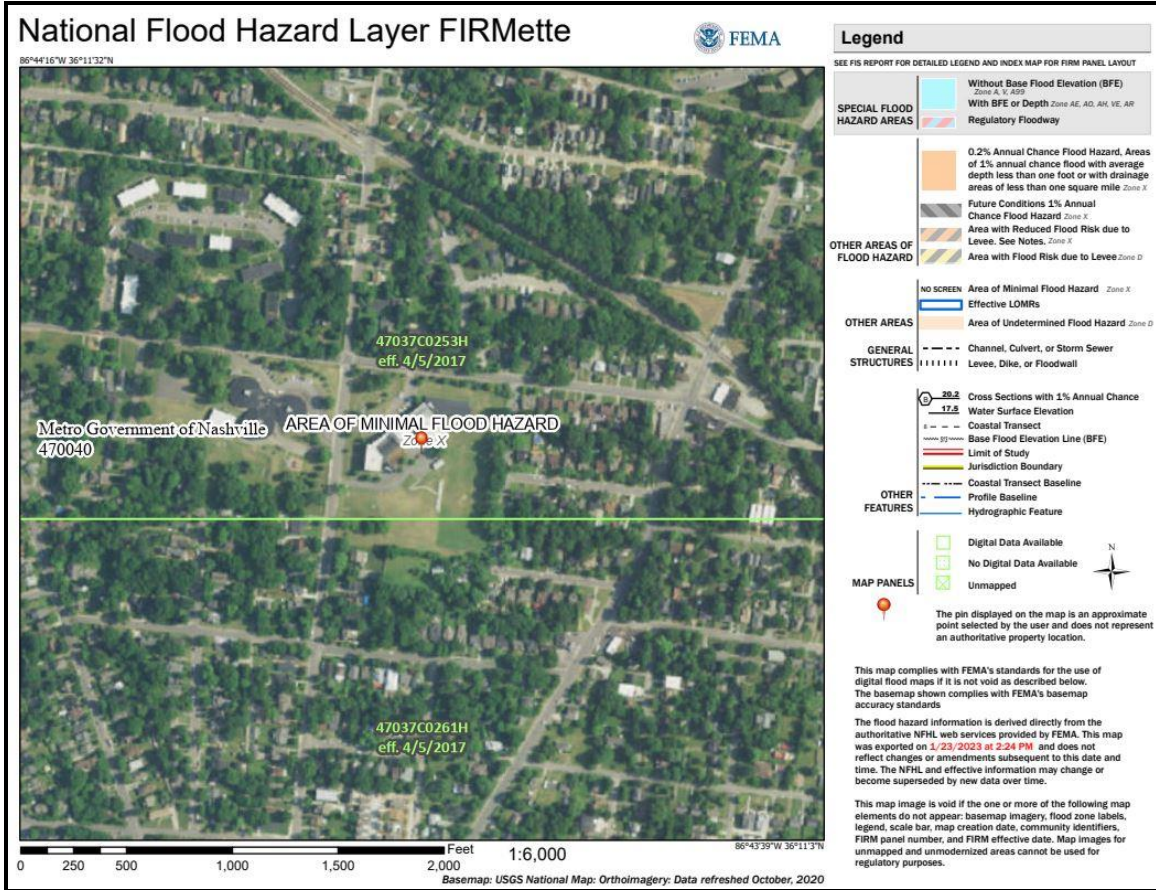 National Flood Hazard Layer FIRMette
FEMA
86°44'16"W 36°11'32"N
47037C0253H
eff. 4/5/2017
AREA OF MINIMAL FLOOD HAZARD
Zone X
Metro Government of Nashville
470040
47037C0261H
eff. 4/5/2017
86°43'39"W 36°11'3"N
Feet
1:6,000
0 250 500 1,000 1,500 2,000
Basemap: USGS National Map: Orthoimagery: Data refreshed October, 2020
Legend
SEE FIS REPORT FOR DETAILED LEGEND AND INDEX MAP FOR FIRM PANEL LAYOUT
SPECIAL FLOOD
HAZARD AREAS
Without Base Flood Elevation (BFE)
Zone A, V, A99
With BFE or Depth Zone AE, AO, AH, VE, AR
Regulatory Floodway
OTHER AREAS OF
FLOOD HAZARD
0.2% Annual Chance Flood Hazard, Areas
of 1% annual chance flood with average
depth less than one foot or with drainage
areas of less than one square mile Zone X
Future Conditions 1% Annual
Chance Flood Hazard Zone X
Area with Reduced Flood Risk due to
Levee. See Notes. Zone X
Area with Flood Risk due to Levee Zone D
OTHER AREAS
NO SCREEN Area of Minimal Flood Hazard Zone X
Effective LOMRs
Area of Undetermined Flood Hazard Zone D
GENERAL
STRUCTURES
Channel, Culvert, or Storm Sewer
Levee, Dike, or Floodwall
OTHER
FEATURES
B 20.2 Cross Sections with 1% Annual Chance
17.5 Water Surface Elevation
8 Coastal Transect
513 Base Flood Elevation Line (BFE)
Limit of Study
Jurisdiction Boundary
Coastal Transect Baseline
Profile Baseline
Hydrographic Feature
MAP PANELS
Digital Data Available
No Digital Data Available
Unmapped
N
The pin displayed on the map is an approximate
point selected by the user and does not represent
an authoritative property location.
This map complies with FEMA's standards for the use of
digital flood maps if it is not void as described below.
The basemap shown complies with FEMA's basemap
accuracy standards
The flood hazard information is derived directly from the
authoritative NFHL web services provided by FEMA. This map
was exported on 1/23/2023 at 2:24 PM and does not
reflect changes or amendments subsequent to this date and
time. The NFHL and effective information may change or
become superseded by new data over time.
This map image is void if the one or more of the following map
elements do not appear: basemap imagery, flood zone labels,
legend, scale bar, map creation date, community identifiers,
FIRM panel number, and FIRM effective date. Map images for
unmapped and unmodernized areas cannot be used for
regulatory purposes.